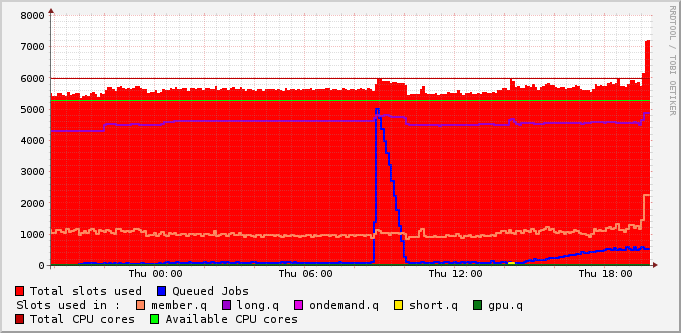 8000
7000
6000
5000
4000
3000
2000
1000
0
Thu 00:00 Thu 06:00 Thu 12:00 Thu 18:00
RRDTOOL / TOBI OETIKER
Total slots used Queued Jobs
Slots used in : member.q long.q ondemand.q short.q gpu.q
Total CPU cores Available CPU cores